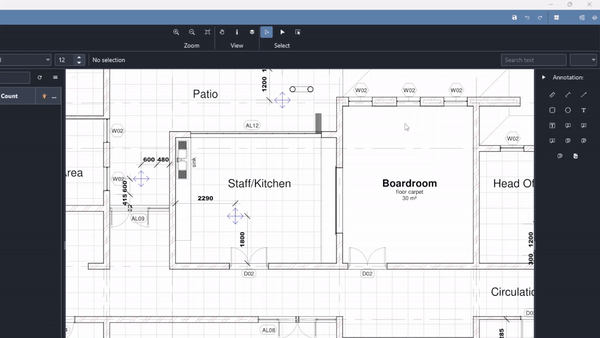 Zoom
View
Select
12
No selection
Search text
Count
...
Annotation:
Patio
1200
W02
W02
W02
W02
AL12
W02
600 480
sink
Area
W02
415 600
AL09
2290
Staff/Kitchen
1800
Boardroom
floor carpet
30 m²
Head Of
D02
D02
300 1200
Circulatio
AL08
285